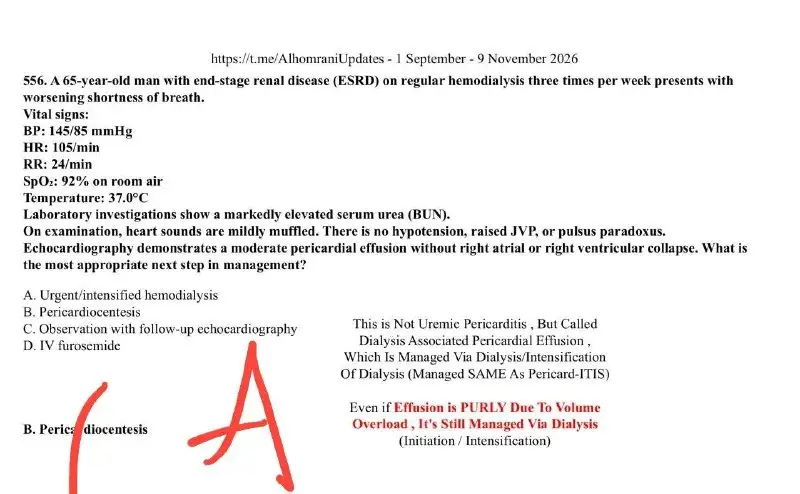 https://t.me/AlhomraniUpdates - 1 September - 9 November 2026
556. A 65-year-old man with end-stage renal disease (ESRD) on regular hemodialysis three times per week presents with
worsening shortness of breath.
Vital signs:
BP: 145/85 mmHg
HR: 105/min
RR: 24/min
SpO₂: 92% on room air
Temperature: 37.0°C
Laboratory investigations show a markedly elevated serum urea (BUN).
On examination, heart sounds are mildly muffled. There is no hypotension, raised JVP, or pulsus paradoxus.
Echocardiography demonstrates a moderate pericardial effusion without right atrial or right ventricular collapse. What is
the most appropriate next step in management?
A. Urgent/intensified hemodialysis
B. Pericardiocentesis
C. Observation with follow-up echocardiography
D. IV furosemide
This is Not Uremic Pericarditis , But Called
Dialysis Associated Pericardial Effusion ,
Which Is Managed Via Dialysis/Intensification
Of Dialysis (Managed SAME As Pericard-ITIS)
Even if Effusion is PURLY Due To Volume
Overload , It's Still Managed Via Dialysis
(Initiation / Intensification)
B. Pericardiocentesis
A